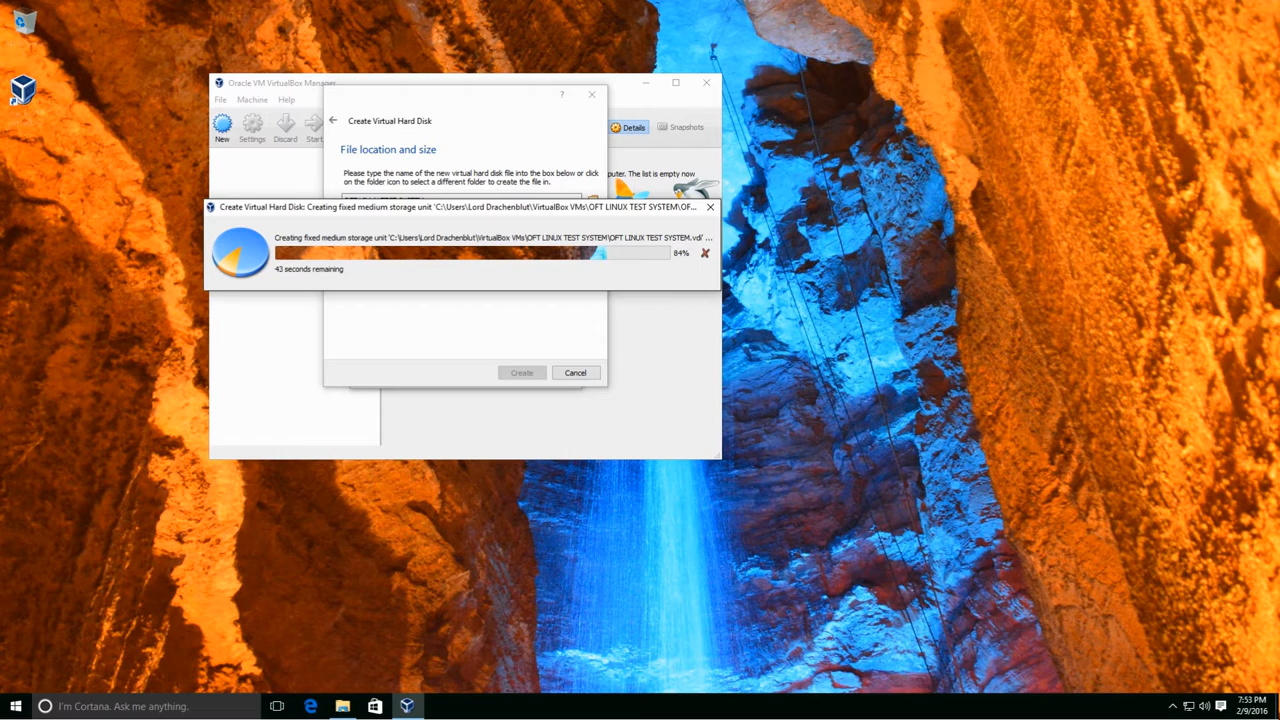 Oracle VM VirtualBox Manager
File Machine Help
New Settings Discard Start
Details Snapshots
? Create Virtual Hard Disk
File location and size
Please type the name of the new virtual hard disk file into the box below or click
on the folder icon to select a different folder to create the file in.
puter. The list is empty now
Create Virtual Hard Disk: Creating fixed medium storage unit 'C:\Users\Lord Drachenblut\VirtualBox VMs\OFT LINUX TEST SYSTEM\OF...
Creating fixed medium storage unit 'C:\Users\Lord Drachenblut\VirtualBox VMs\OFT LINUX TEST SYSTEM\OFT LINUX TEST SYSTEM.vdi' ...
84%
43 seconds remaining
Create Cancel
I'm Cortana. Ask me anything.
7:53 PM
2/9/2016